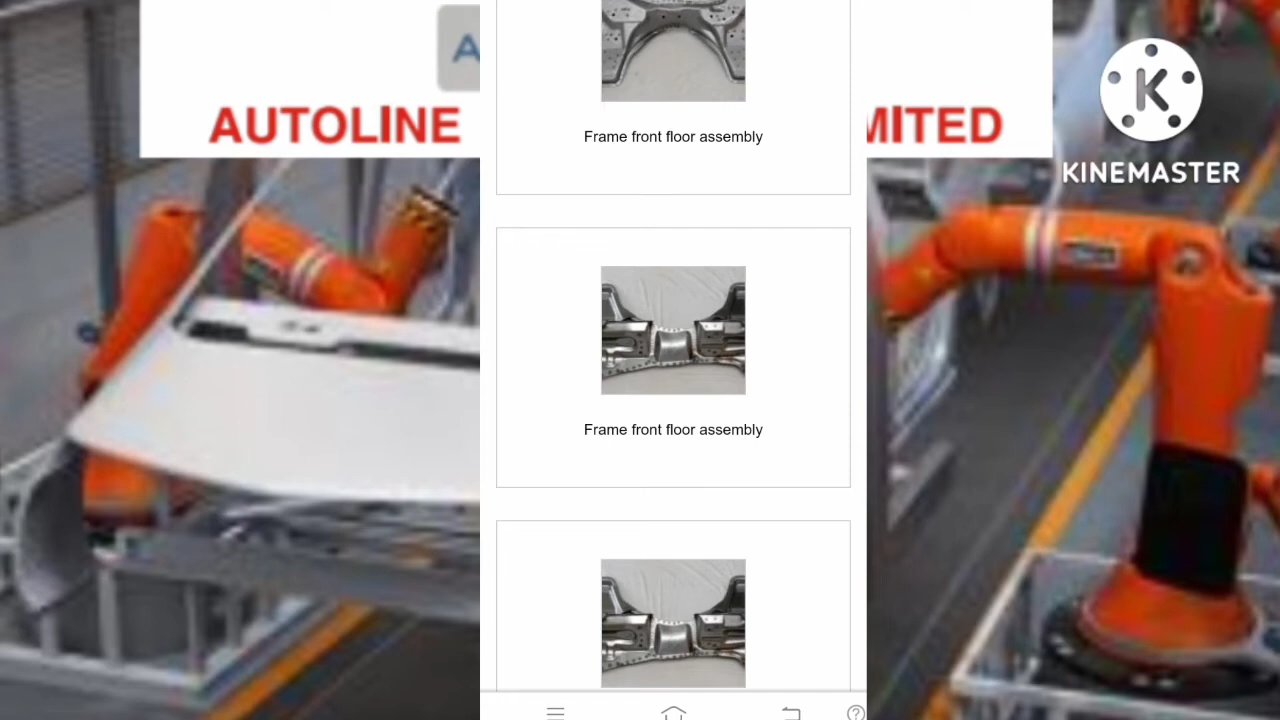 A
AUTOLINE
MITED
K
KINEMASTER
Frame front floor assembly
Frame front floor assembly